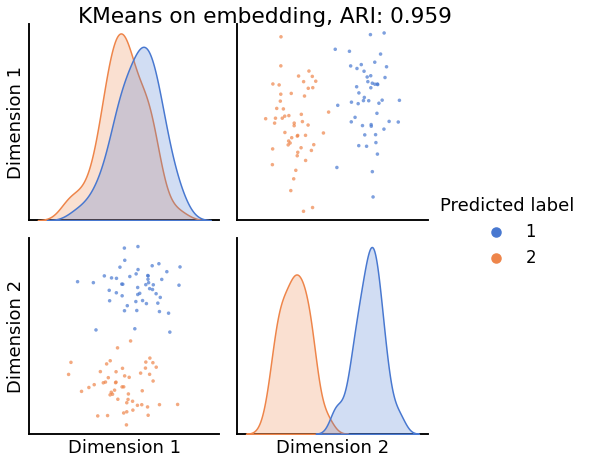 KMeans on embedding, ARI: 0.959
Dimension 1
Predicted label
1
2
Dimension 2
Dimension 1
Dimension 2